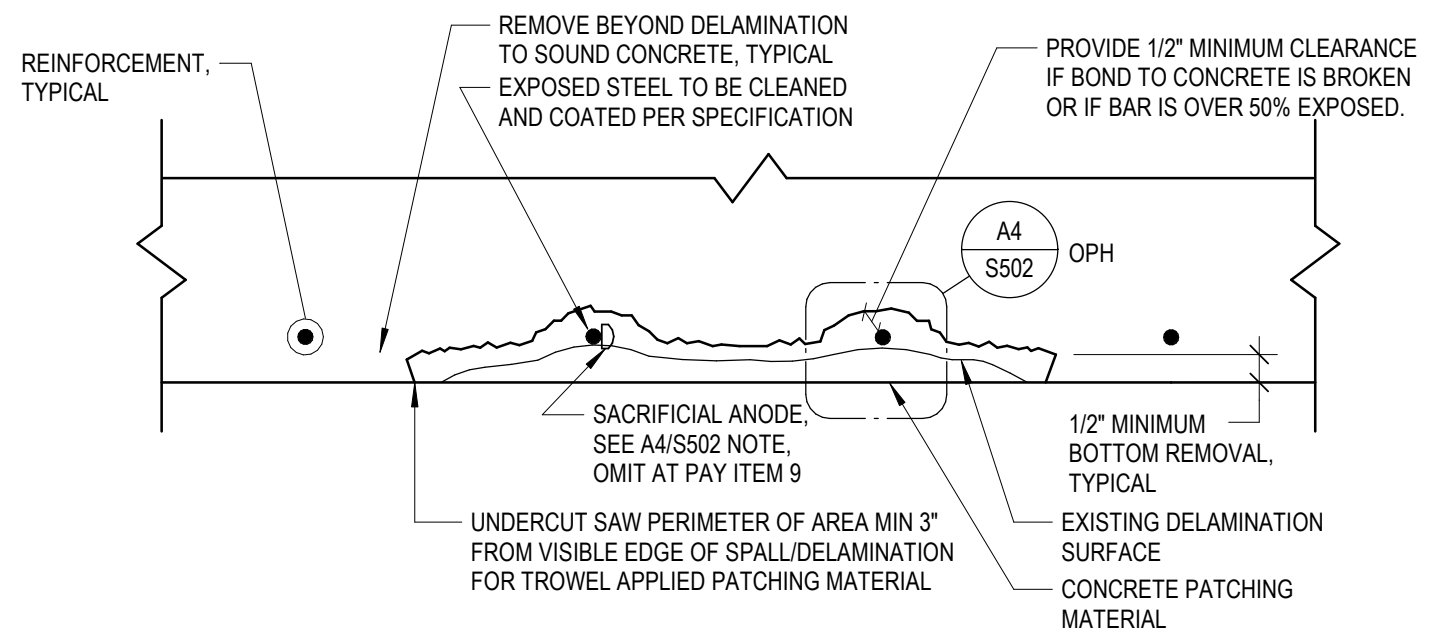 REINFORCEMENT,
TYPICAL
REMOVE BEYOND DELAMINATION
TO SOUND CONCRETE, TYPICAL
EXPOSED STEEL TO BE CLEANED
AND COATED PER SPECIFICATION
PROVIDE 1/2" MINIMUM CLEARANCE
IF BOND TO CONCRETE IS BROKEN
OR IF BAR IS OVER 50% EXPOSED.
A4
S502
OPH
SACRIFICIAL ANODE,
SEE A4/S502 NOTE,
OMIT AT PAY ITEM 9
1/2" MINIMUM
BOTTOM REMOVAL,
TYPICAL
UNDERCUT SAW PERIMETER OF AREA MIN 3"
FROM VISIBLE EDGE OF SPALL/DELAMINATION
FOR TROWEL APPLIED PATCHING MATERIAL
EXISTING DELAMINATION
SURFACE
CONCRETE PATCHING
MATERIAL